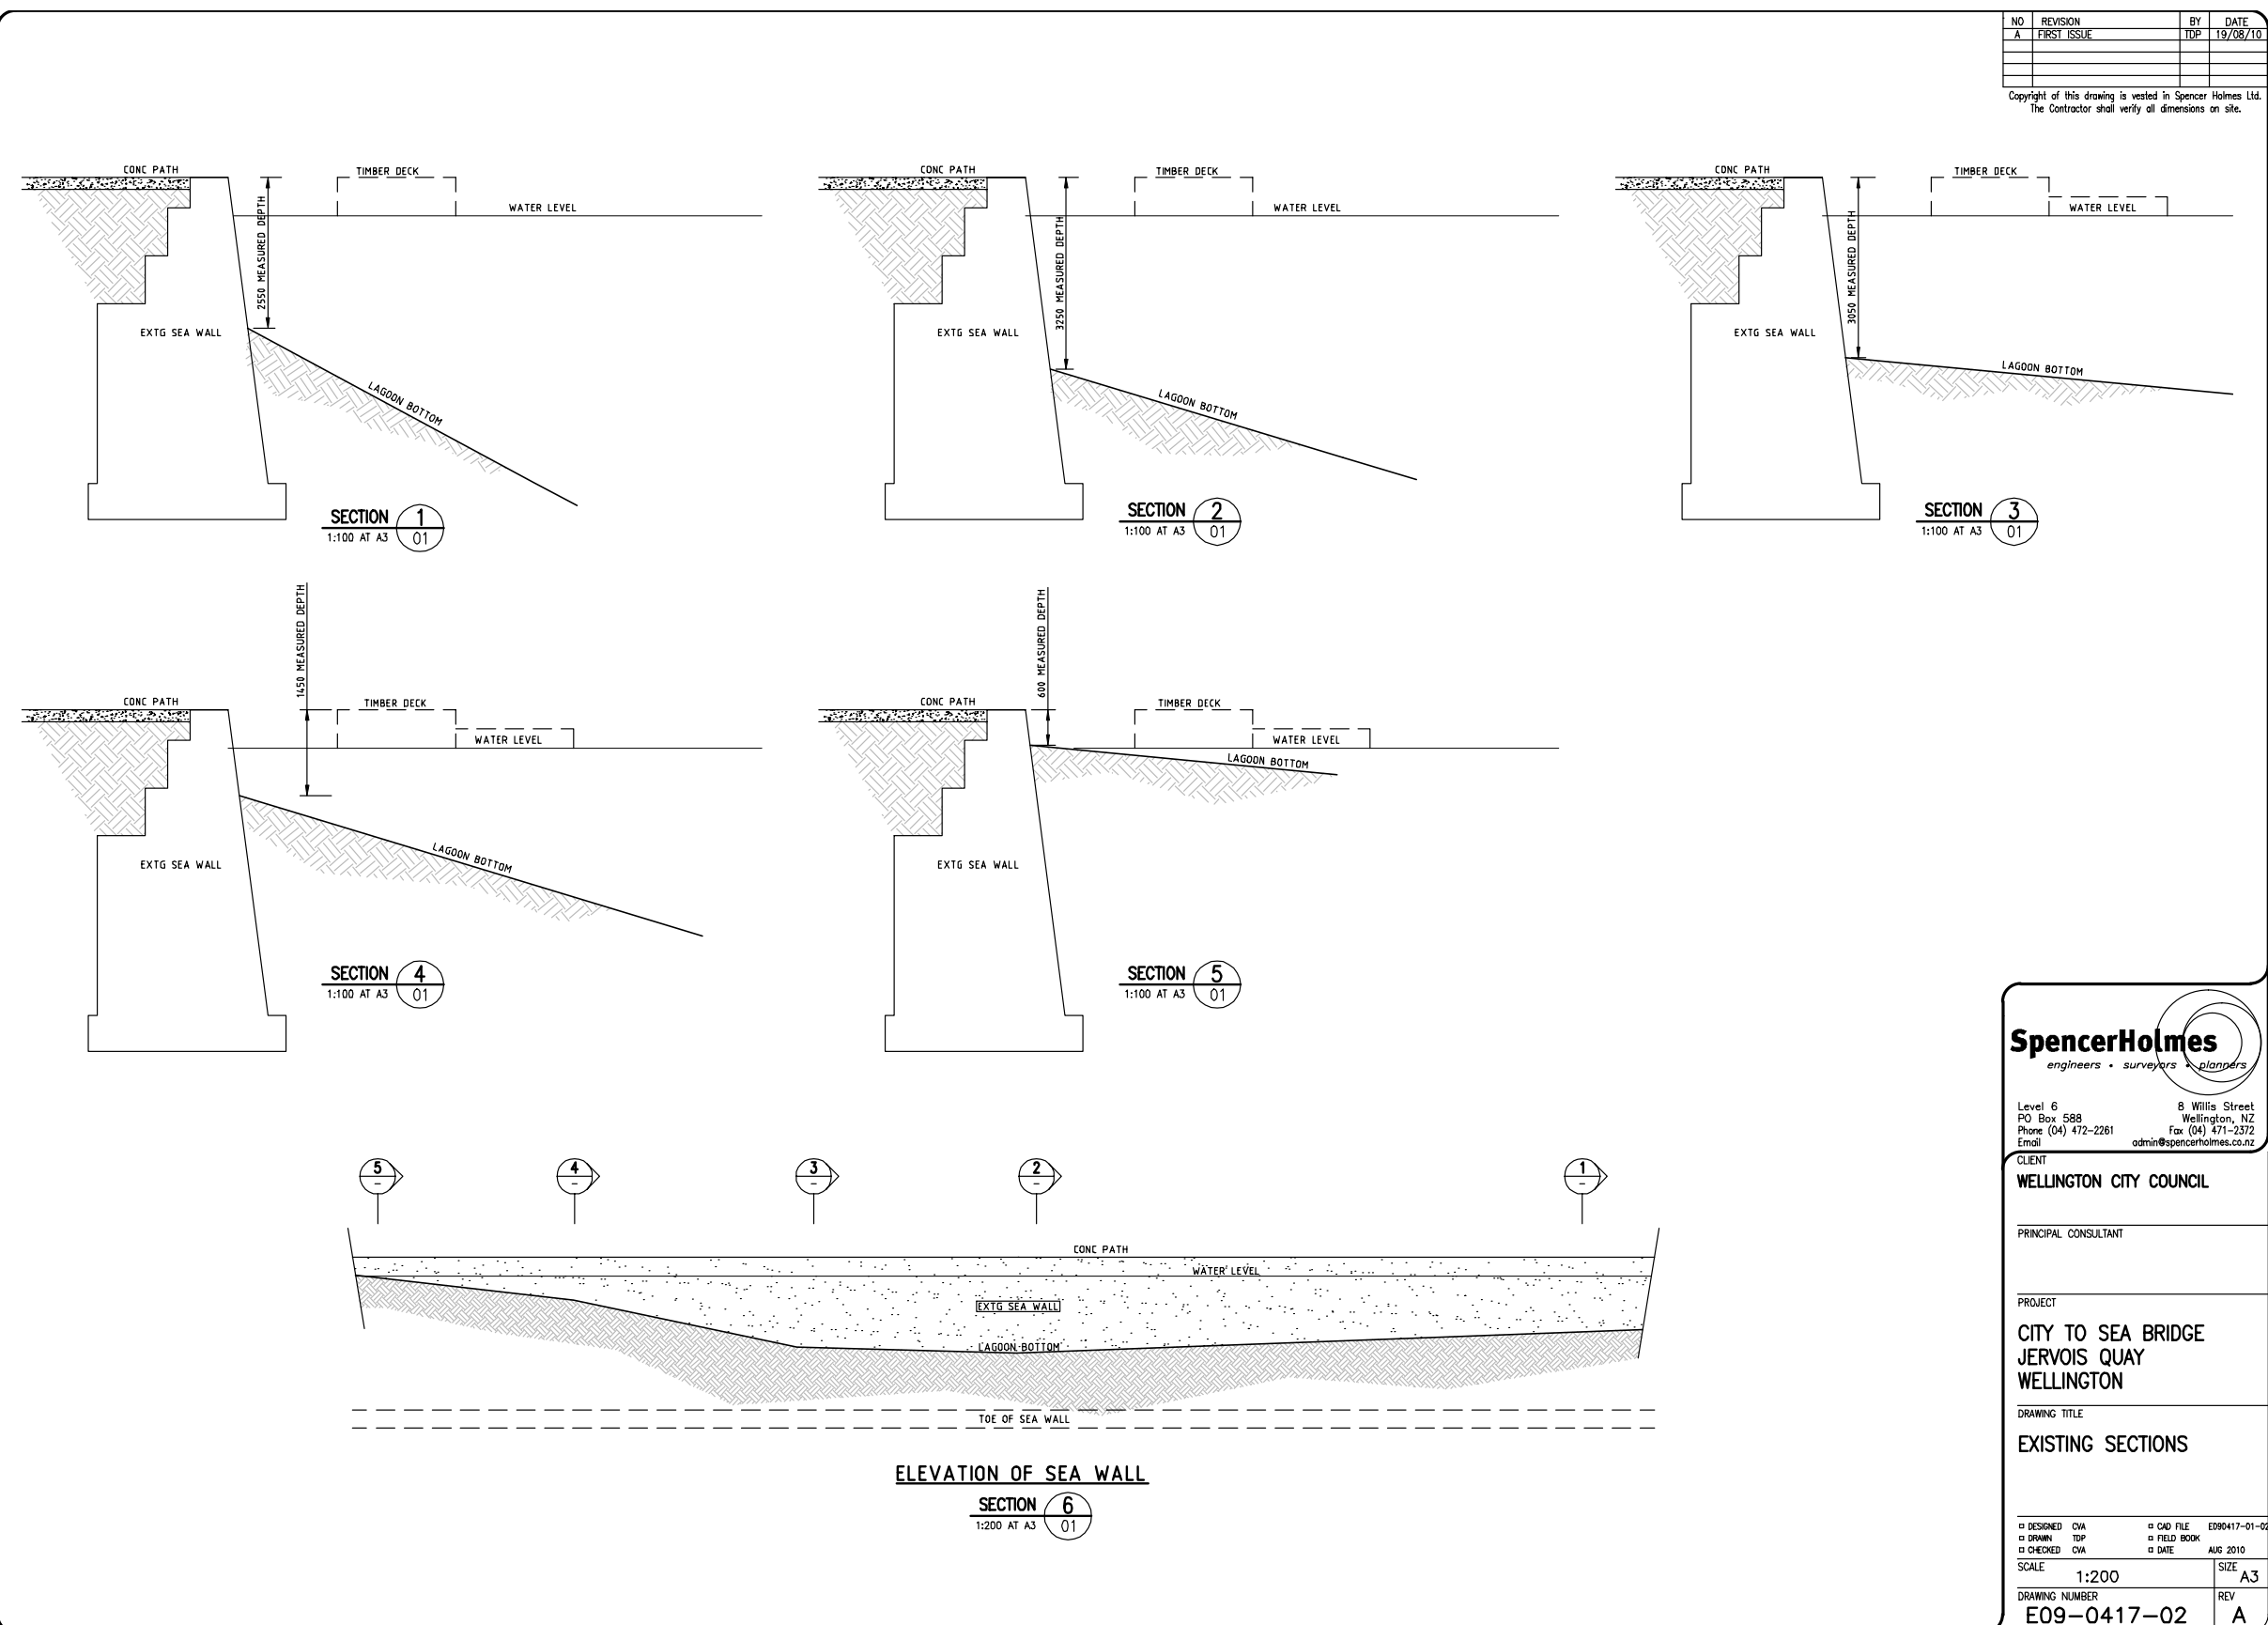 NO REVISION BY DATE
A FIRST ISSUE TDP 19/08/10
Copyright of this drawing is vested in Spencer Holmes Ltd.
The Contractor shall verify all dimensions on site.
CONC PATH
TIMBER DECK
WATER LEVEL
2550 MEASURED DEPTH
EXTG SEA WALL
LAGOON BOTTOM
SECTION 1
1:100 AT A3 01
CONC PATH
TIMBER DECK
WATER LEVEL
3250 MEASURED DEPTH
EXTG SEA WALL
LAGOON BOTTOM
SECTION 2
1:100 AT A3 01
CONC PATH
TIMBER DECK
WATER LEVEL
3050 MEASURED DEPTH
EXTG SEA WALL
LAGOON BOTTOM
SECTION 3
1:100 AT A3 01
1450 MEASURED DEPTH
CONC PATH
TIMBER DECK
WATER LEVEL
EXTG SEA WALL
LAGOON BOTTOM
SECTION 4
1:100 AT A3 01
600 MEASURED DEPTH
CONC PATH
TIMBER DECK
WATER LEVEL
LAGOON BOTTOM
EXTG SEA WALL
SECTION 5
1:100 AT A3 01
5 4 3 2 1
- - - - -
CONC PATH
WATER LEVEL
EXTG SEA WALL
LAGOON BOTTOM
TOE OF SEA WALL
ELEVATION OF SEA WALL
SECTION 6
1:200 AT A3 01
SpencerHolmes
engineers • surveyors • planners
Level 6 8 Willis Street
PO Box 588 Wellington, NZ
Phone (04) 472-2261 Fax (04) 471-2372
Email admin@spencerholmes.co.nz
CLIENT
WELLINGTON CITY COUNCIL
PRINCIPAL CONSULTANT
PROJECT
CITY TO SEA BRIDGE
JERVOIS QUAY
WELLINGTON
DRAWING TITLE
EXISTING SECTIONS
DESIGNED CVA CAD FILE E090417-01-02
DRAWN TDP FIELD BOOK
CHECKED CVA DATE AUG 2010
SCALE SIZE
1:200 A3
DRAWING NUMBER REV
E09-0417-02 A